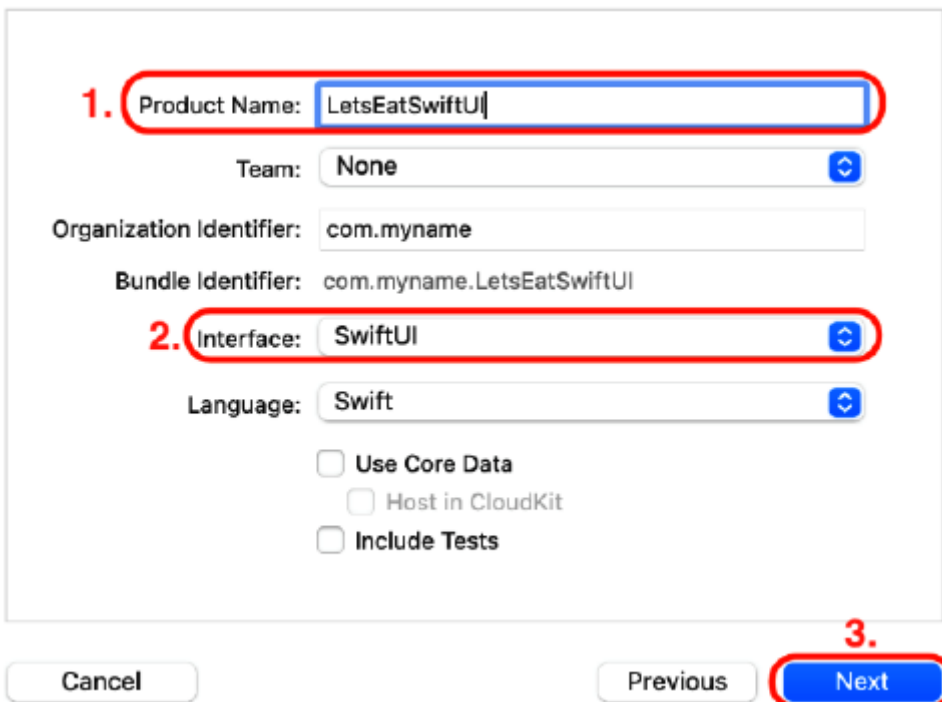 1. Product Name: LetsEatSwiftUI
Team: None
Organization Identifier: com.myname
Bundle Identifier: com.myname.LetsEatSwiftUI
2. Interface: SwiftUI
Language: Swift
Use Core Data
Host in CloudKit
Include Tests
3.
Cancel Previous Next